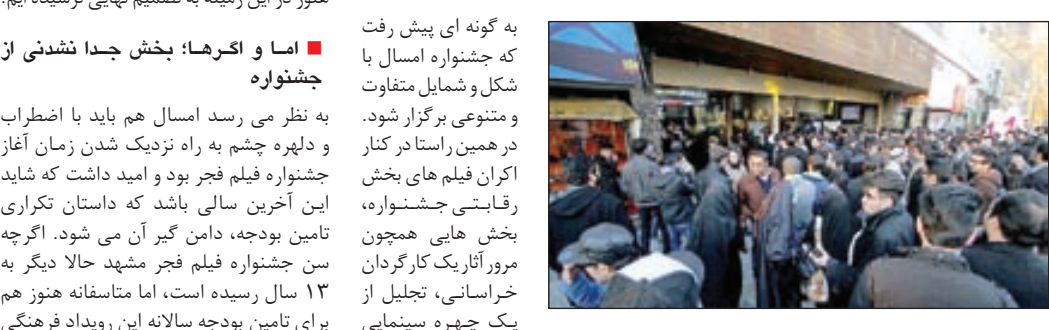 به گونه ای پیش رفت
که جشنواره امسال با
شکل و شمایل متفاوت
و متنوعی برگزار شود.
در همین راستا در کنار
اکران فیلم های بخش
رقابتی جشنواره،
بخش هایی همچون
مرور آثار یک کارگردان
خراسانی، تجلیل از
یک چهره سینمایی
هنوز در این زمینه به تصمیم نهایی نرسیده ایم.
■ اما و اگرها؛ بخش جدا نشدنی از
جشنواره
به نظر می رسد امسال هم باید با اضطراب
و دلهره چشم به راه نزدیک شدن زمان آغاز
جشنواره فیلم فجر بود و امید داشت که شاید
این آخرین سالی باشد که داستان تکراری
تامین بودجه، دامن گیر آن می شود. اگرچه
سن جشنواره فیلم فجر مشهد حالا دیگر به
۱۳ سال رسیده است، اما متاسفانه هنوز هم
برای تامین بودجه سالانه این رویداد فرهنگی